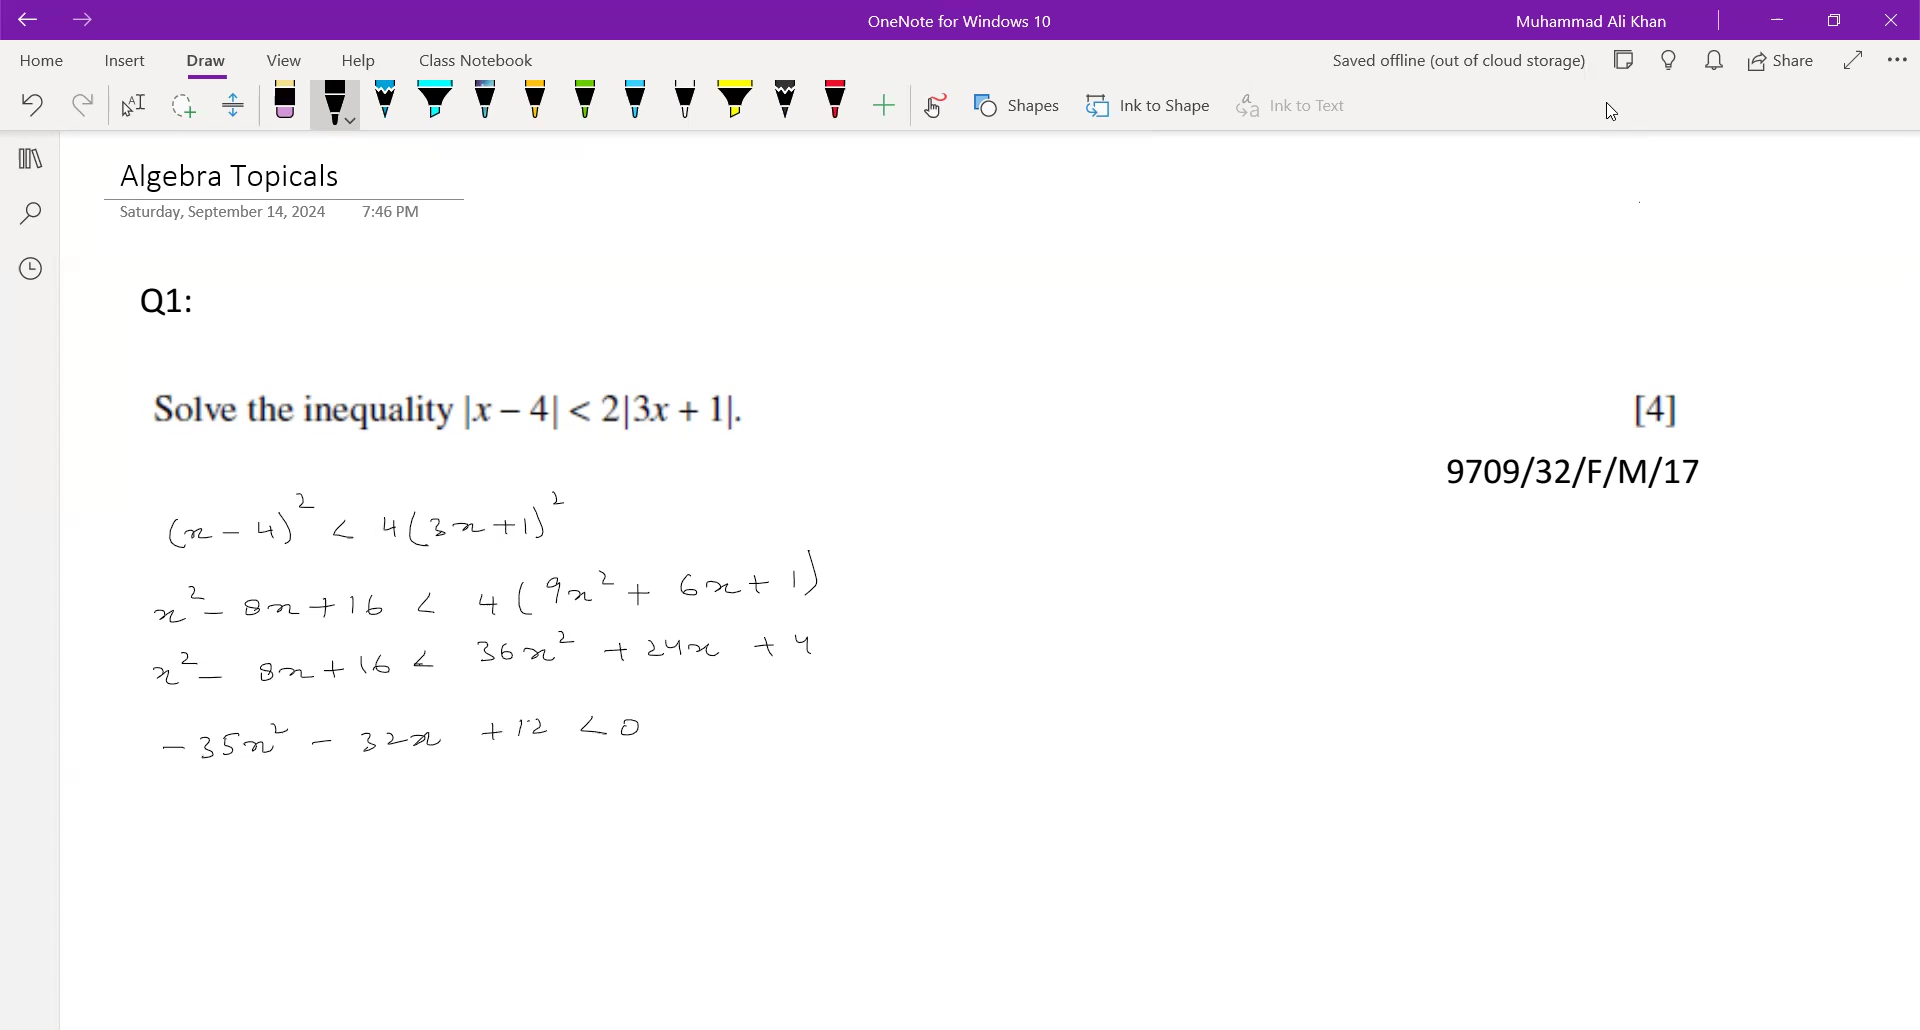 OneNote for Windows 10
Muhammad Ali Khan
Home Insert Draw View Help Class Notebook
Saved offline (out of cloud storage) Share
Shapes Ink to Shape Ink to Text
Algebra Topicals
Saturday, September 14, 2024 7:46 PM
Q1:
Solve the inequality |x − 4| < 2|3x + 1|. [4]
9709/32/F/M/17
(x − 4)² < 4(3x+1)²
x² − 8x + 16 < 4(9x² + 6x + 1)
x² − 8x + 16 < 36x² + 24x + 4
−35x² − 32x + 12 < 0